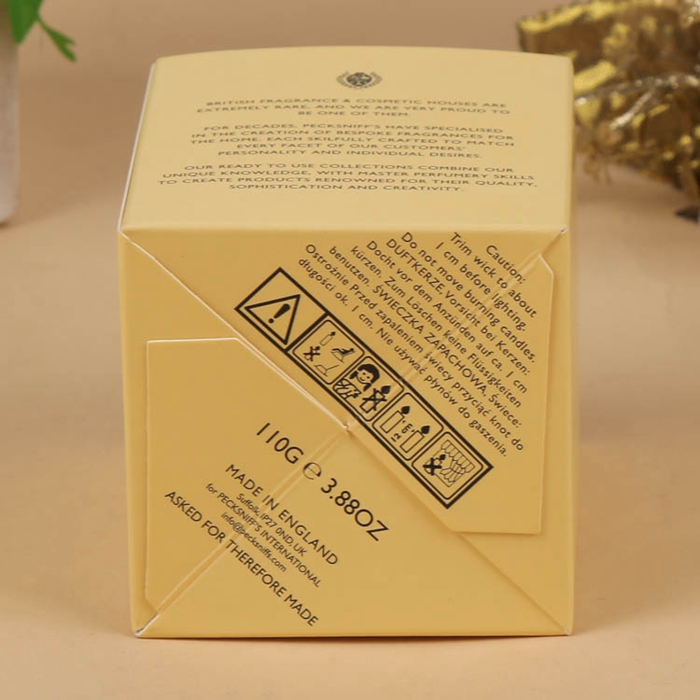 BRITISH FRAGRANCE & COSMETIC HOUSES ARE
EXTREMELY RARE, AND WE ARE VERY PROUD TO
BE ONE OF THEM.
FOR DECADES, PECKSNIFF'S HAVE SPECIALISED
IN THE CREATION OF BESPOKE FRAGRANCES FOR
THE HOME. EACH SKILFULLY CRAFTED TO MATCH
EVERY FACET OF OUR CUSTOMERS'
PERSONALITY AND INDIVIDUAL DESIRES.
OUR READY TO USE COLLECTIONS COMBINE OUR
UNIQUE KNOWLEDGE, WITH MASTER PERFUMERY SKILLS
TO CREATE PRODUCTS RENOWNED FOR THEIR QUALITY,
SOPHISTICATION AND CREATIVITY.
Caution:
Trim wick to about
1 cm before lighting.
Do not move burning candles.
DUFTKERZE, Vorsicht bei Kerzen:
Docht vor dem Anzünden auf ca. 1 cm
kürzen. Zum Löschen keine Flüssigkeiten
benutzen. ŚWIECZKA ZAPACHOWA, Świece:
Ostrożnie Przed zapaleniem świecy przyciąć knot do
długości ok. 1 cm. Nie używać płynów do gaszenia.
110G e 3.88OZ
MADE IN ENGLAND
Suffolk, IP27 0ND, UK
for PECKSNIFF'S INTERNATIONAL
info@pecksniffs.com
ASKED FOR THEREFORE MADE